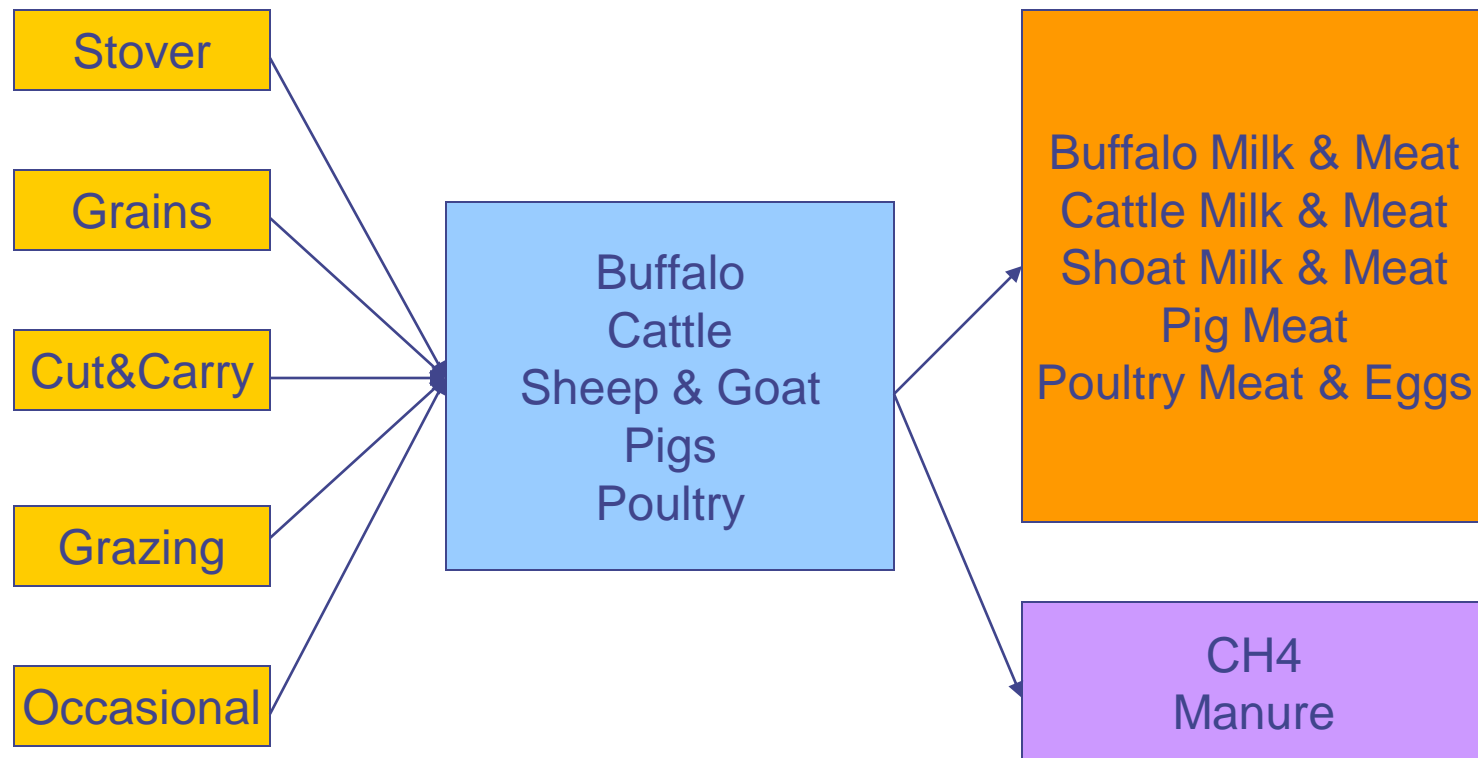 Stover
Grains
Cut&Carry
Grazing
Occasional
Buffalo
Cattle
Sheep & Goat
Pigs
Poultry
Buffalo Milk & Meat
Cattle Milk & Meat
Shoat Milk & Meat
Pig Meat
Poultry Meat & Eggs
CH4
Manure